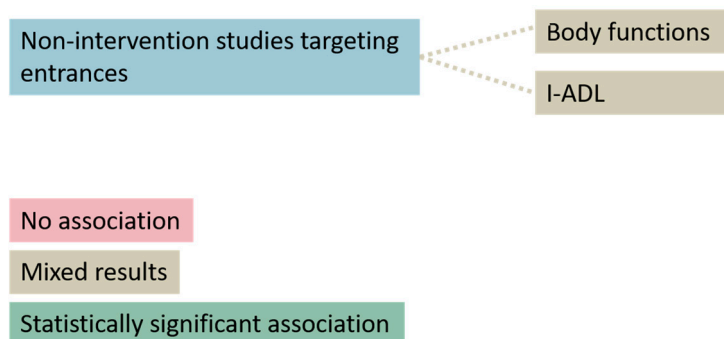 Non-intervention studies targeting
entrances
Body functions
I-ADL
No association
Mixed results
Statistically significant association